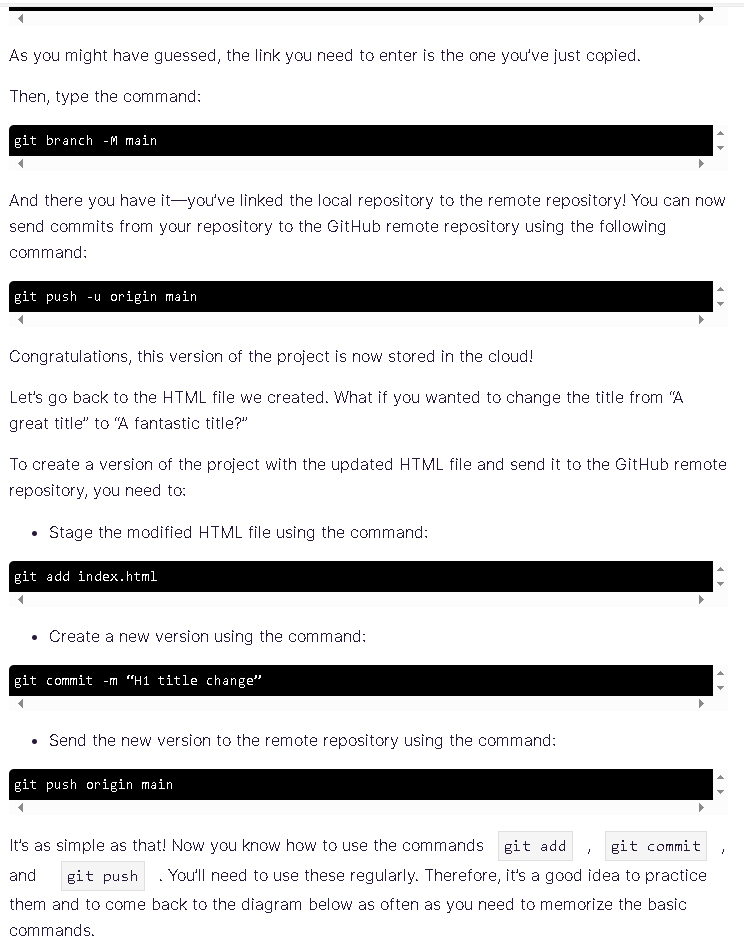 As you might have guessed, the link you need to enter is the one you’ve just copied.
Then, type the command:
git branch -M main
And there you have it—you’ve linked the local repository to the remote repository! You can now
send commits from your repository to the GitHub remote repository using the following
command:
git push -u origin main
Congratulations, this version of the project is now stored in the cloud!
Let’s go back to the HTML file we created. What if you wanted to change the title from “A
great title” to “A fantastic title?”
To create a version of the project with the updated HTML file and send it to the GitHub remote
repository, you need to:
• Stage the modified HTML file using the command:
git add index.html
• Create a new version using the command:
git commit -m “H1 title change”
• Send the new version to the remote repository using the command:
git push origin main
It’s as simple as that! Now you know how to use the commands git add , git commit ,
and git push . You’ll need to use these regularly. Therefore, it’s a good idea to practice
them and to come back to the diagram below as often as you need to memorize the basic
commands.